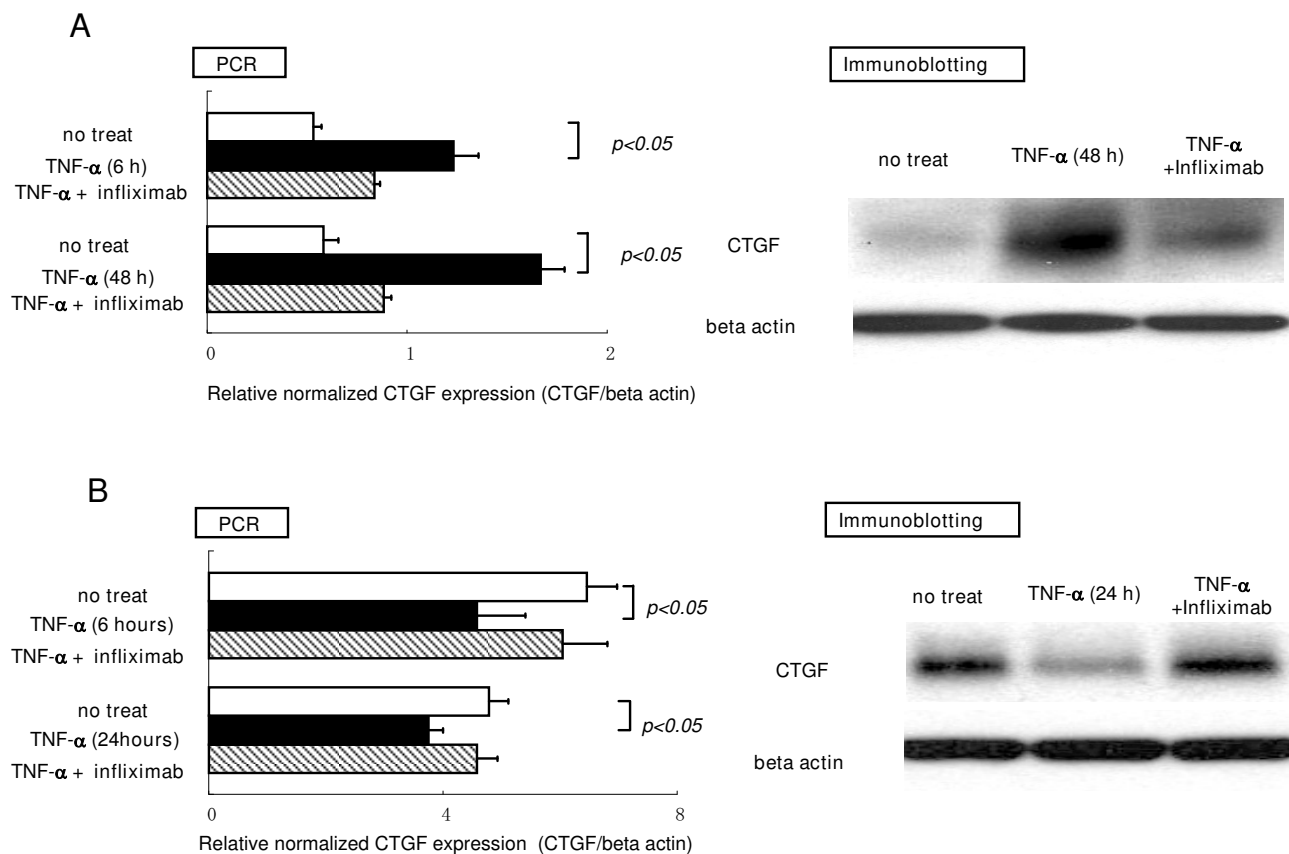 A
PCR
no treat
TNF-α (6 h)
TNF-α + infliximab
p<0.05
no treat
TNF-α (48 h)
TNF-α + infliximab
p<0.05
0 1 2
Relative normalized CTGF expression (CTGF/beta actin)
Immunoblotting
no treat TNF-α (48 h) TNF-α
+Infliximab
CTGF
beta actin
B
PCR
no treat
TNF-α (6 hours)
TNF-α + infliximab
p<0.05
no treat
TNF-α (24hours)
TNF-α + infliximab
p<0.05
0 4 8
Relative normalized CTGF expression (CTGF/beta actin)
Immunoblotting
no treat TNF-α (24 h) TNF-α
+Infliximab
CTGF
beta actin